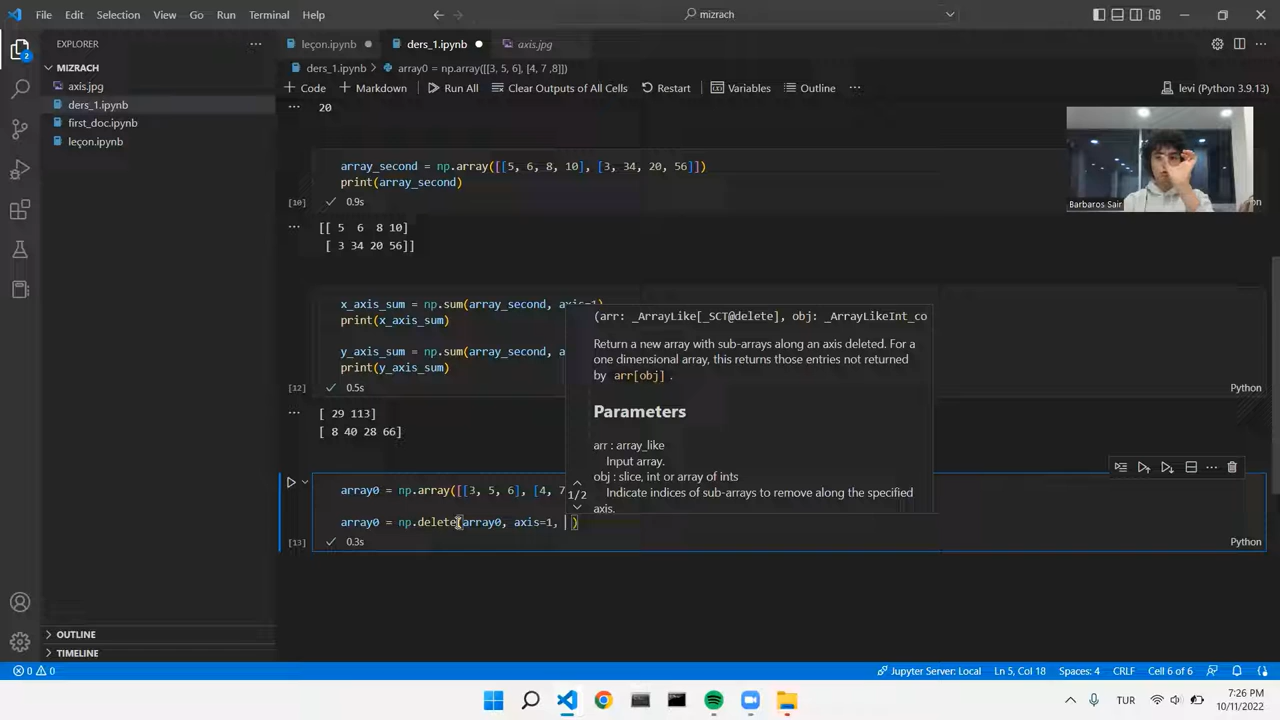 File Edit Selection View Go Run Terminal Help
mizrach
EXPLORER
MIZRACH
axis.jpg
ders_1.ipynb
first_doc.ipynb
leçon.ipynb
2
OUTLINE
TIMELINE
leçon.ipynb ders_1.ipynb axis.jpg
ders_1.ipynb > array0 = np.array([[3, 5, 6], [4, 7 ,8]])
Code Markdown Run All Clear Outputs of All Cells Restart Variables Outline levi (Python 3.9.13)
20
array_second = np.array([[5, 6, 8, 10], [3, 34, 20, 56]])
print(array_second)
[10] 0.9s
[[ 5 6 8 10]
[ 3 34 20 56]]
Barbaros Sair
x_axis_sum = np.sum(array_second, axis=1)
print(x_axis_sum)
y_axis_sum = np.sum(array_second, a
print(y_axis_sum)
[12] 0.5s Python
[ 29 113]
[ 8 40 28 66]
(arr: _ArrayLike[_SCT@delete], obj: _ArrayLikeInt_co
Return a new array with sub-arrays along an axis deleted. For a
one dimensional array, this returns those entries not returned
by arr[obj] .
Parameters
arr : array_like
Input array.
obj : slice, int or array of ints
Indicate indices of sub-arrays to remove along the specified
axis.
1/2
array0 = np.array([[3, 5, 6], [4, 7
array0 = np.delete(array0, axis=1, )
[13] 0.3s Python
0 0 Jupyter Server: Local Ln 5, Col 18 Spaces: 4 CRLF Cell 6 of 6
TUR 7:26 PM
10/11/2022